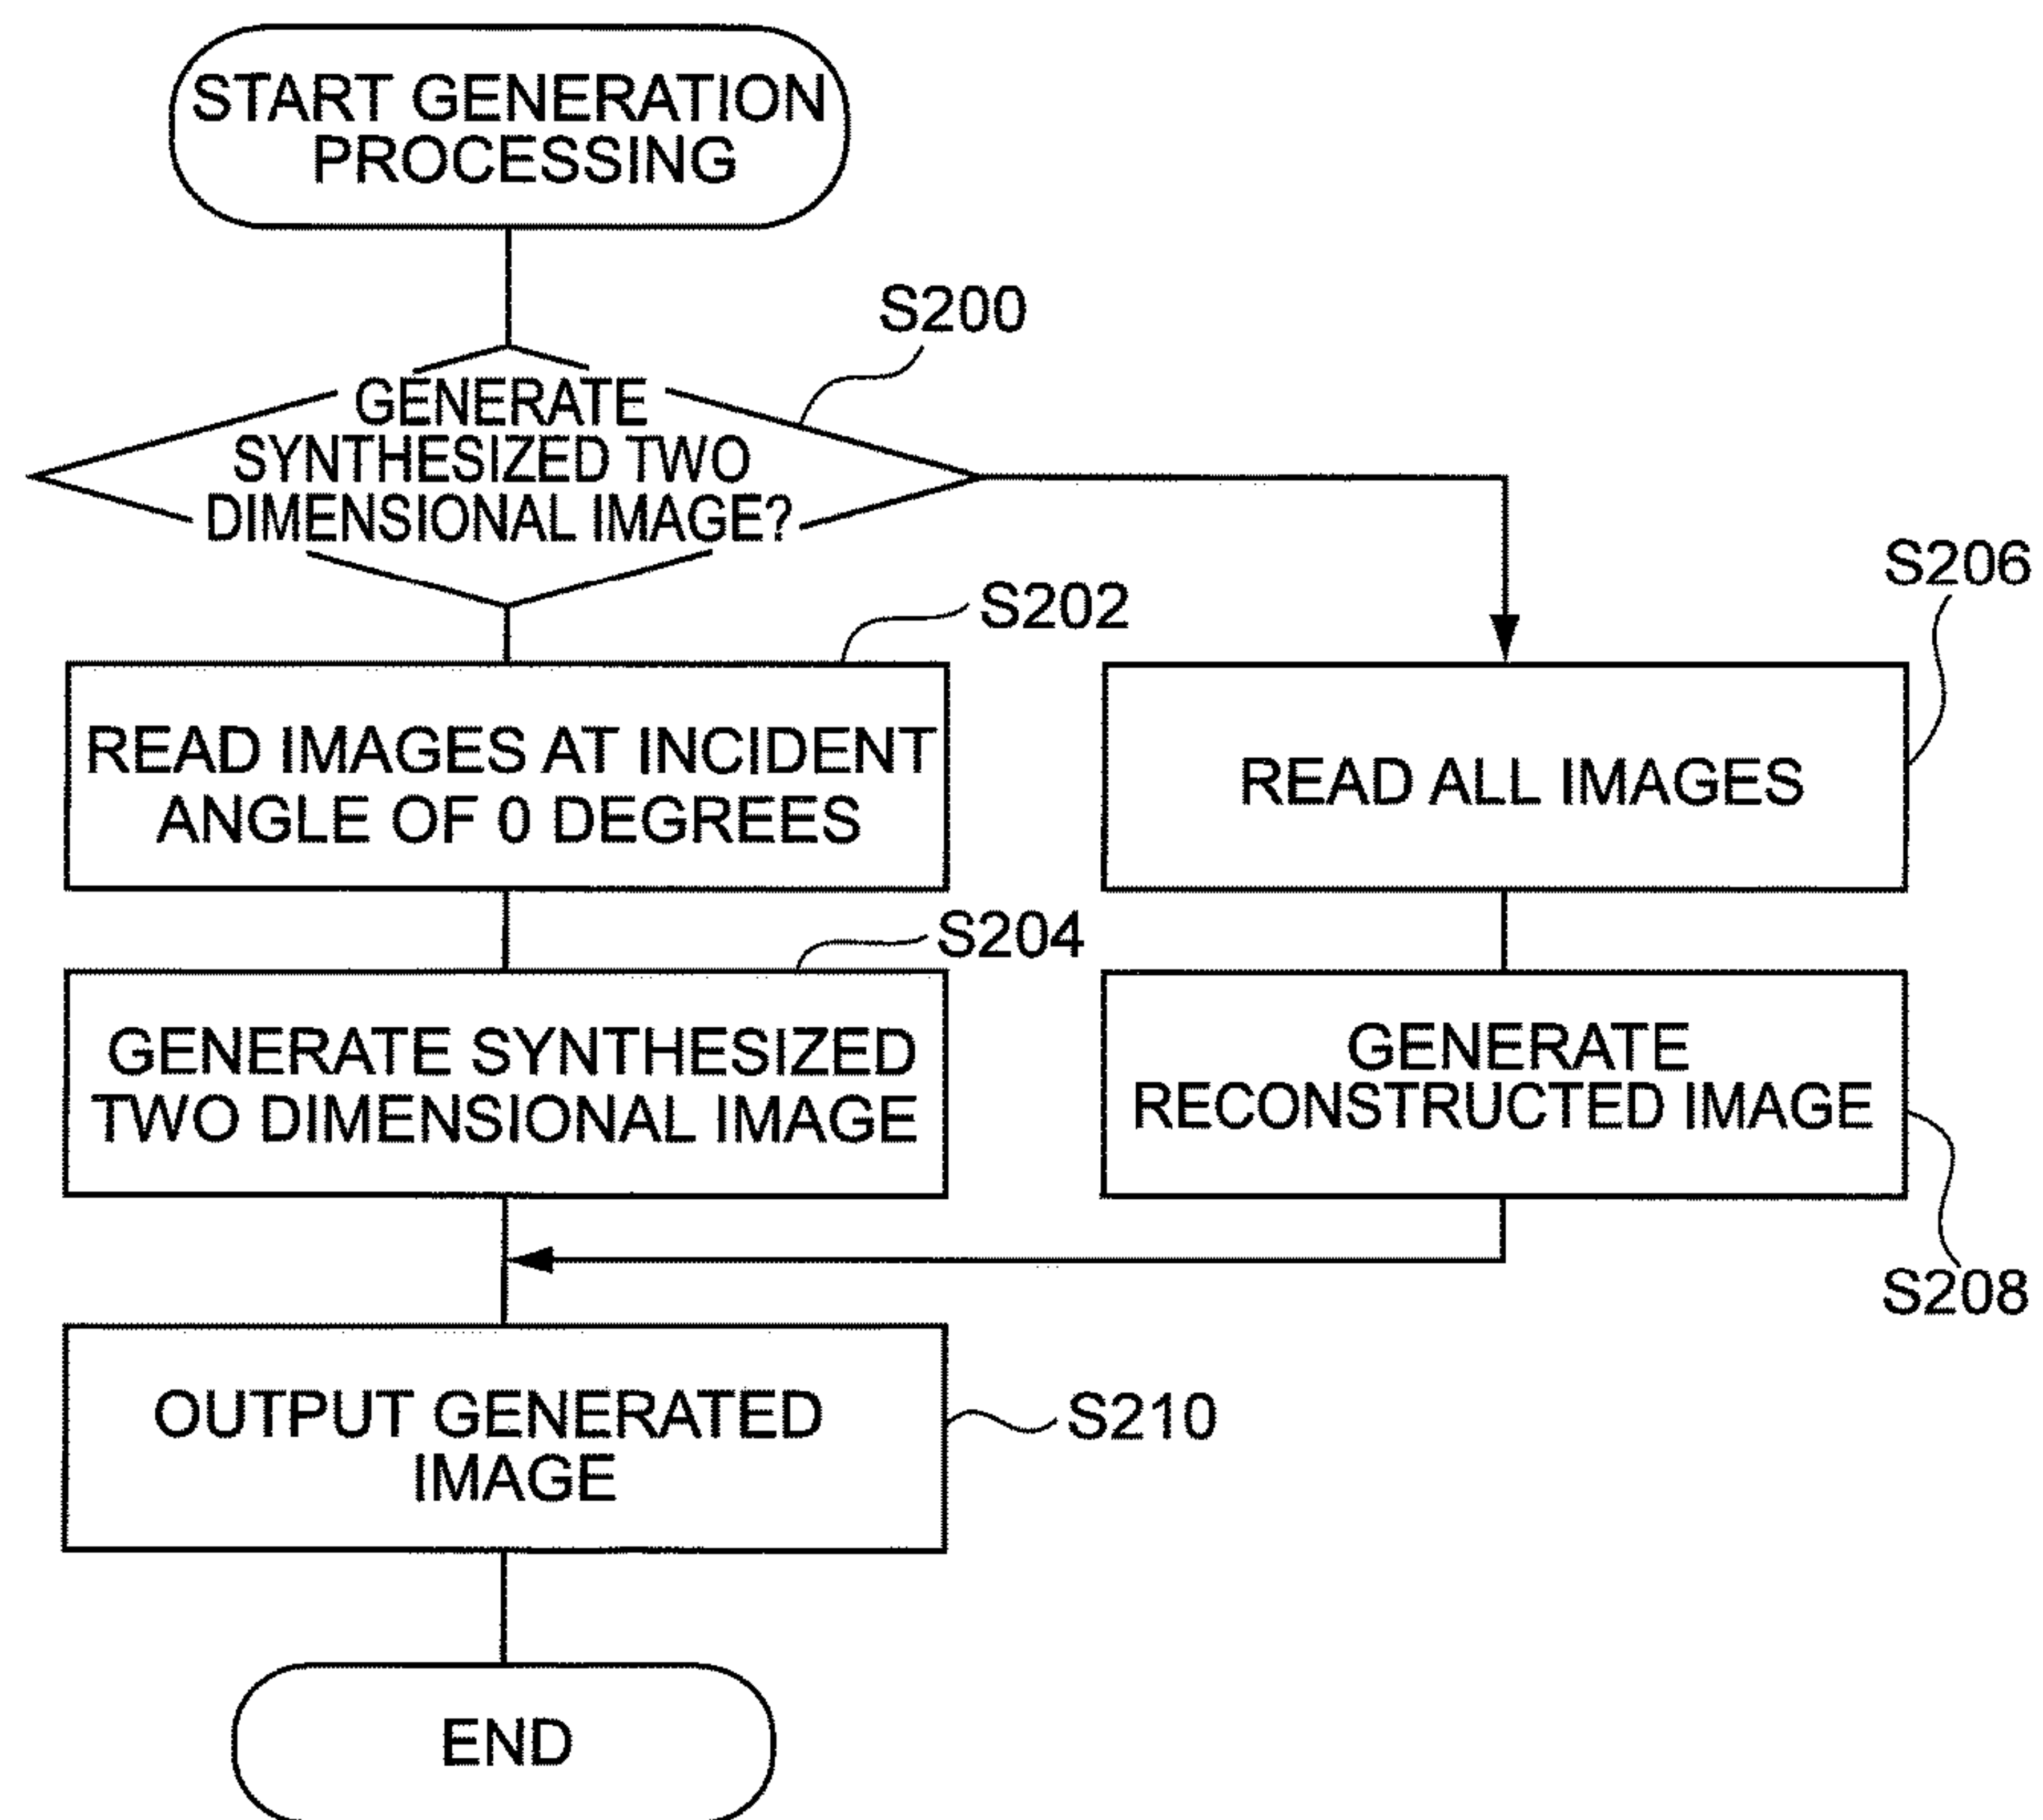 START GENERATION
PROCESSING
S200
GENERATE
SYNTHESIZED TWO
DIMENSIONAL IMAGE?
S202
READ IMAGES AT INCIDENT
ANGLE OF 0 DEGREES
S206
READ ALL IMAGES
S204
GENERATE SYNTHESIZED
TWO DIMENSIONAL IMAGE
GENERATE
RECONSTRUCTED IMAGE
S208
OUTPUT GENERATED
IMAGE
S210
END